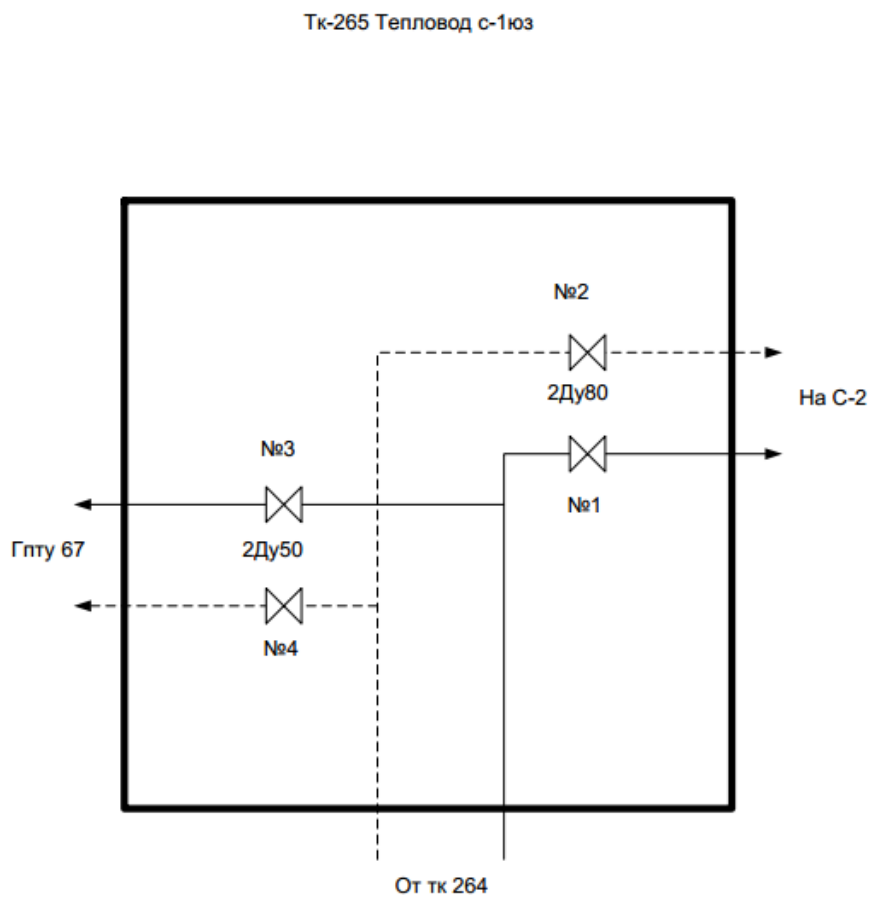 Тк-265 Тепловод с-1юз
№2
2Ду80
На С-2
№3
№1
Гпту 67
2Ду50
№4
От тк 264